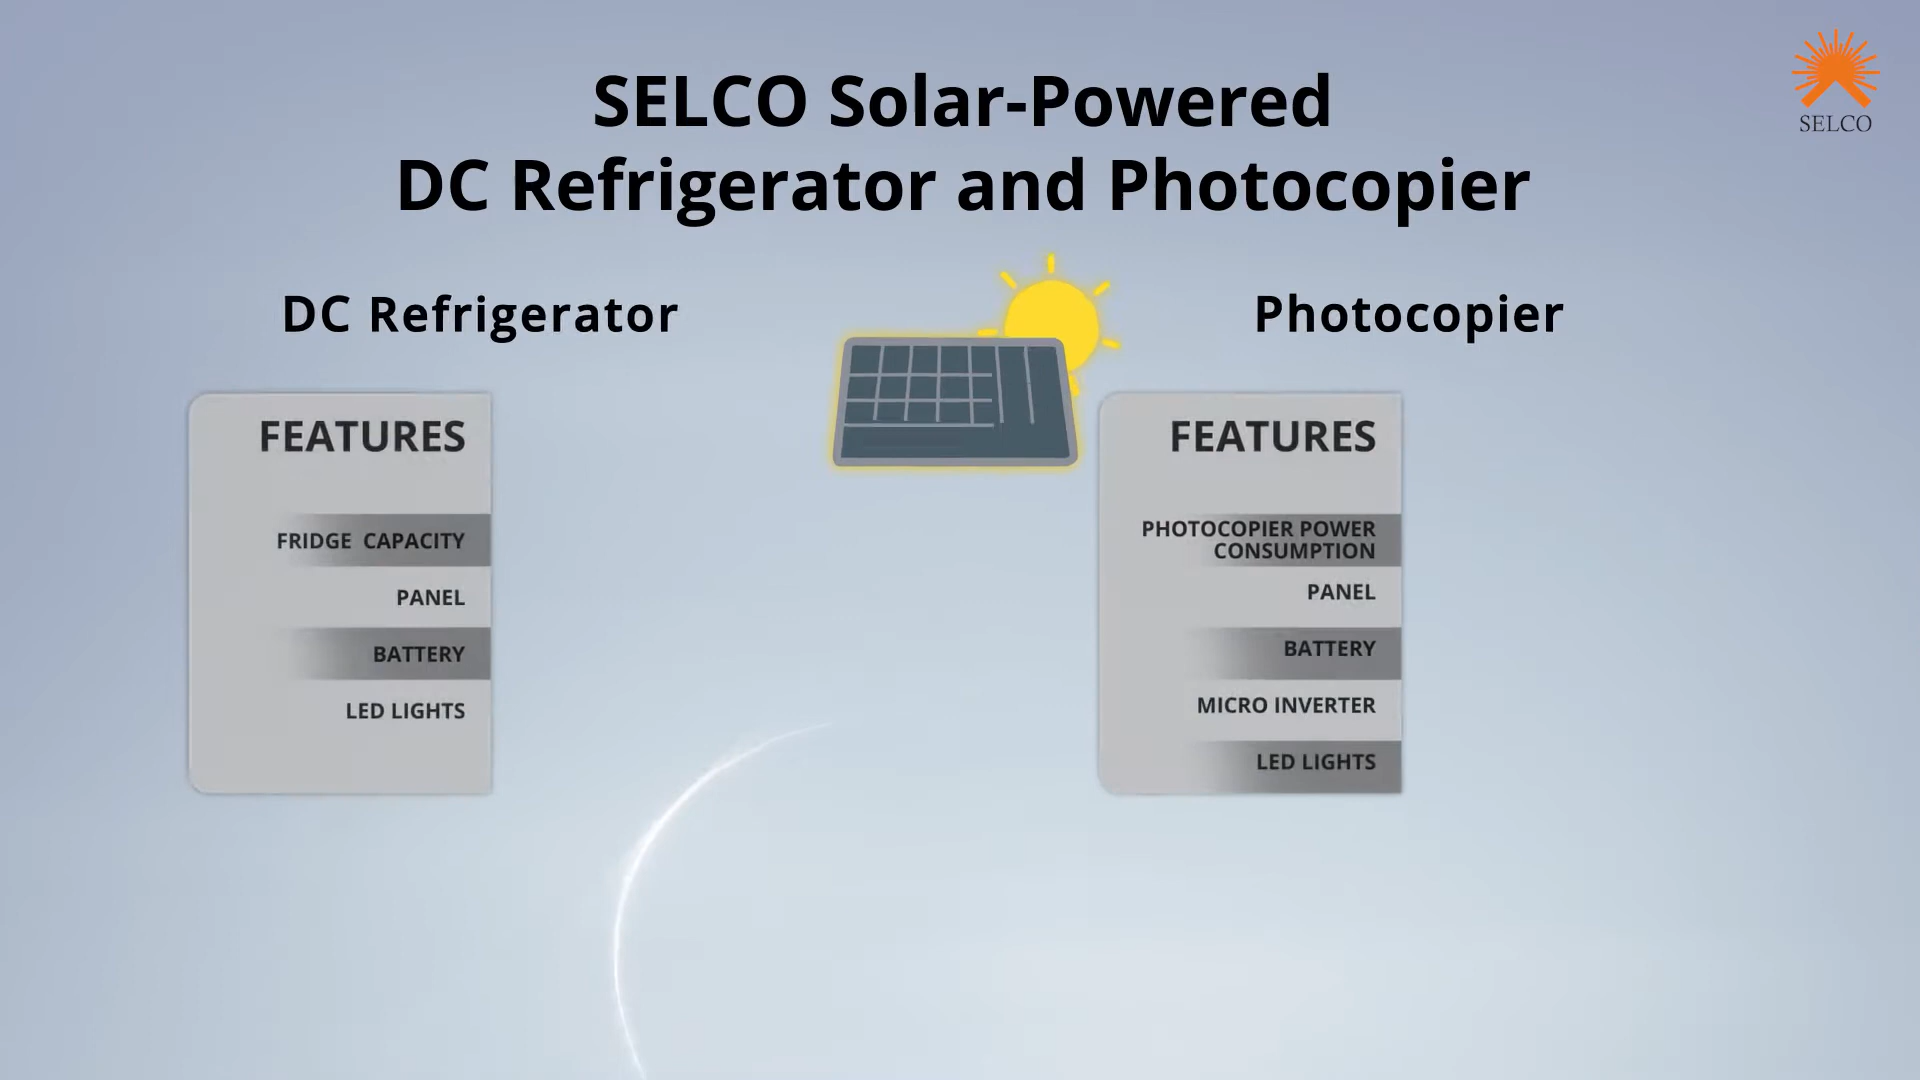 SELCO Solar-Powered
DC Refrigerator and Photocopier
SELCO
DC Refrigerator
FEATURES
FRIDGE CAPACITY
PANEL
BATTERY
LED LIGHTS
Photocopier
FEATURES
PHOTOCOPIER POWER
CONSUMPTION
PANEL
BATTERY
MICRO INVERTER
LED LIGHTS